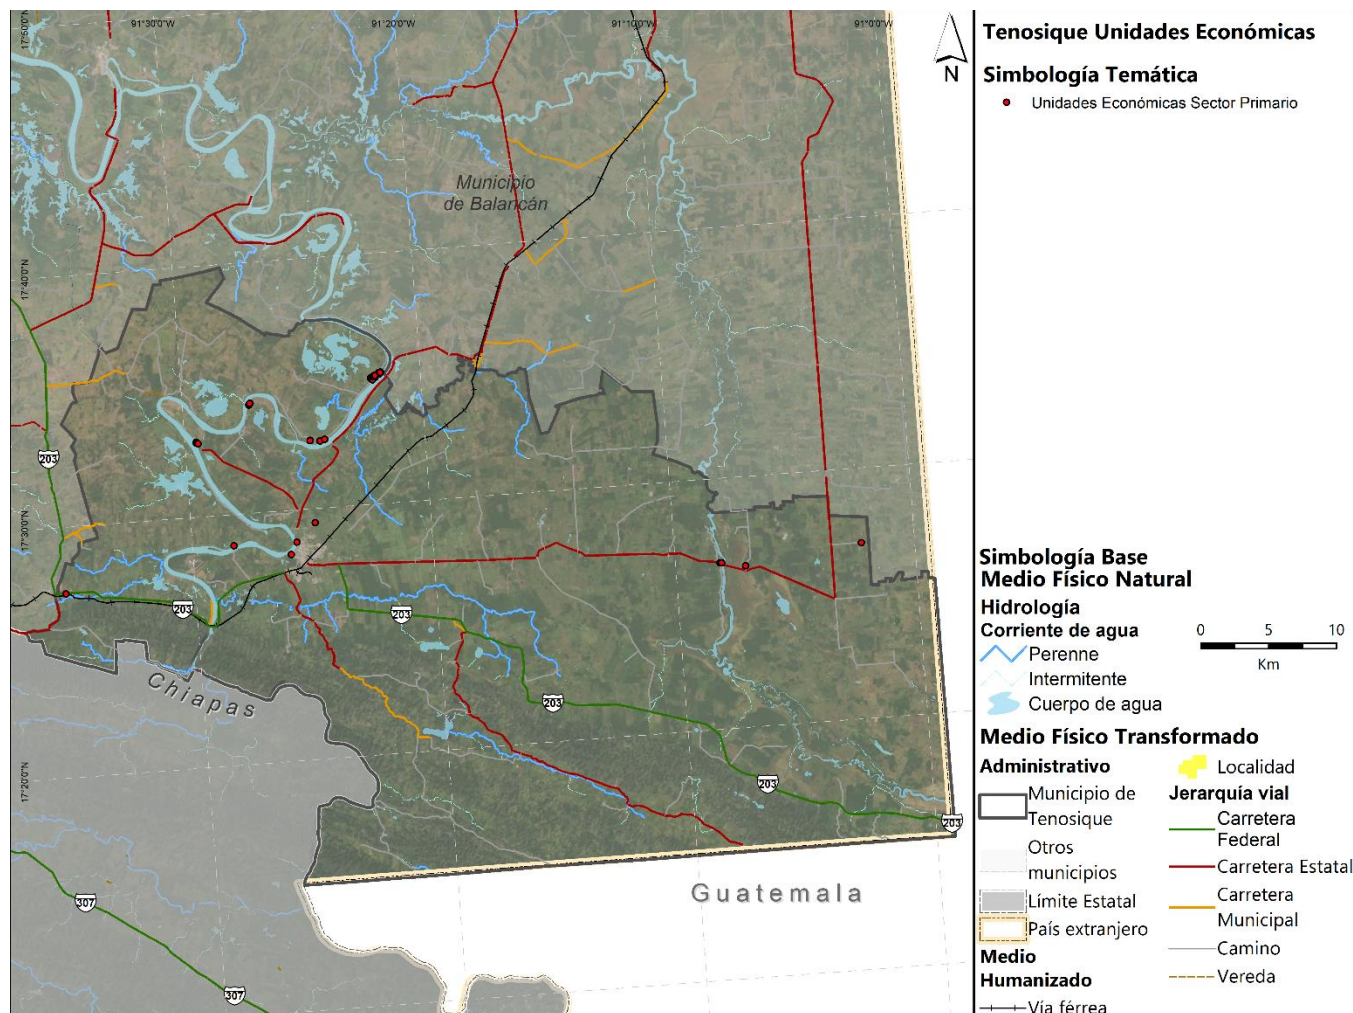 91°30'0"W
91°20'0"W
91°10'0"W
91°0'0"W
17°50'0"N
17°40'0"N
17°30'0"N
17°20'0"N
Municipio
de Balancán
203
203
203
203
203
203
Chiapas
Guatemala
307
307
N
Tenosique Unidades Económicas
Simbología Temática
Unidades Económicas Sector Primario
Simbología Base
Medio Físico Natural
Hidrología
Corriente de agua
Perenne
Intermitente
Cuerpo de agua
0 5 10
Km
Medio Físico Transformado
Administrativo
Municipio de
Tenosique
Otros
municipios
Límite Estatal
País extranjero
Medio
Humanizado
Vía férrea
Localidad
Jerarquía vial
Carretera
Federal
Carretera Estatal
Carretera
Municipal
Camino
Vereda